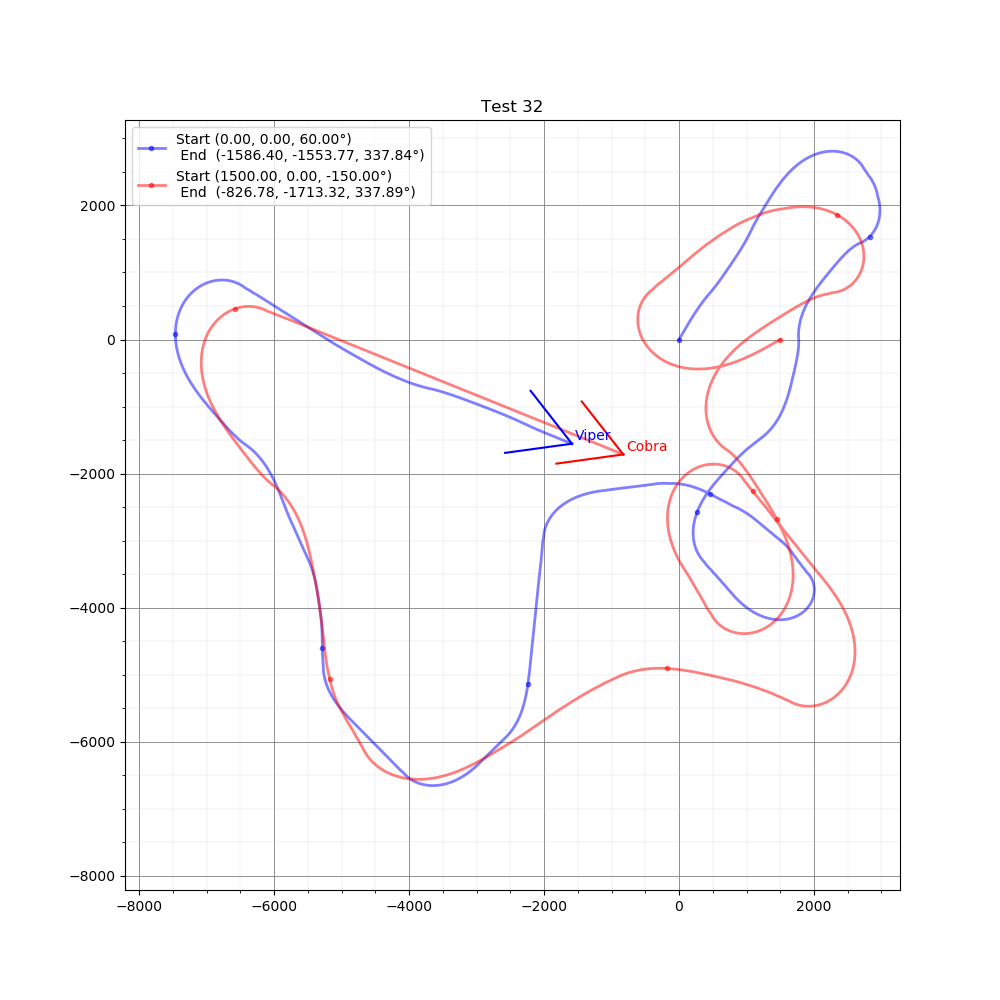 Test 32
Start (0.00, 0.00, 60.00°)
End  (-1586.40, -1553.77, 337.84°)
Start (1500.00, 0.00, -150.00°)
End  (-826.78, -1713.32, 337.89°)
2000
0
−2000
−4000
−6000
−8000
Viper
Cobra
−8000
−6000
−4000
−2000
0
2000